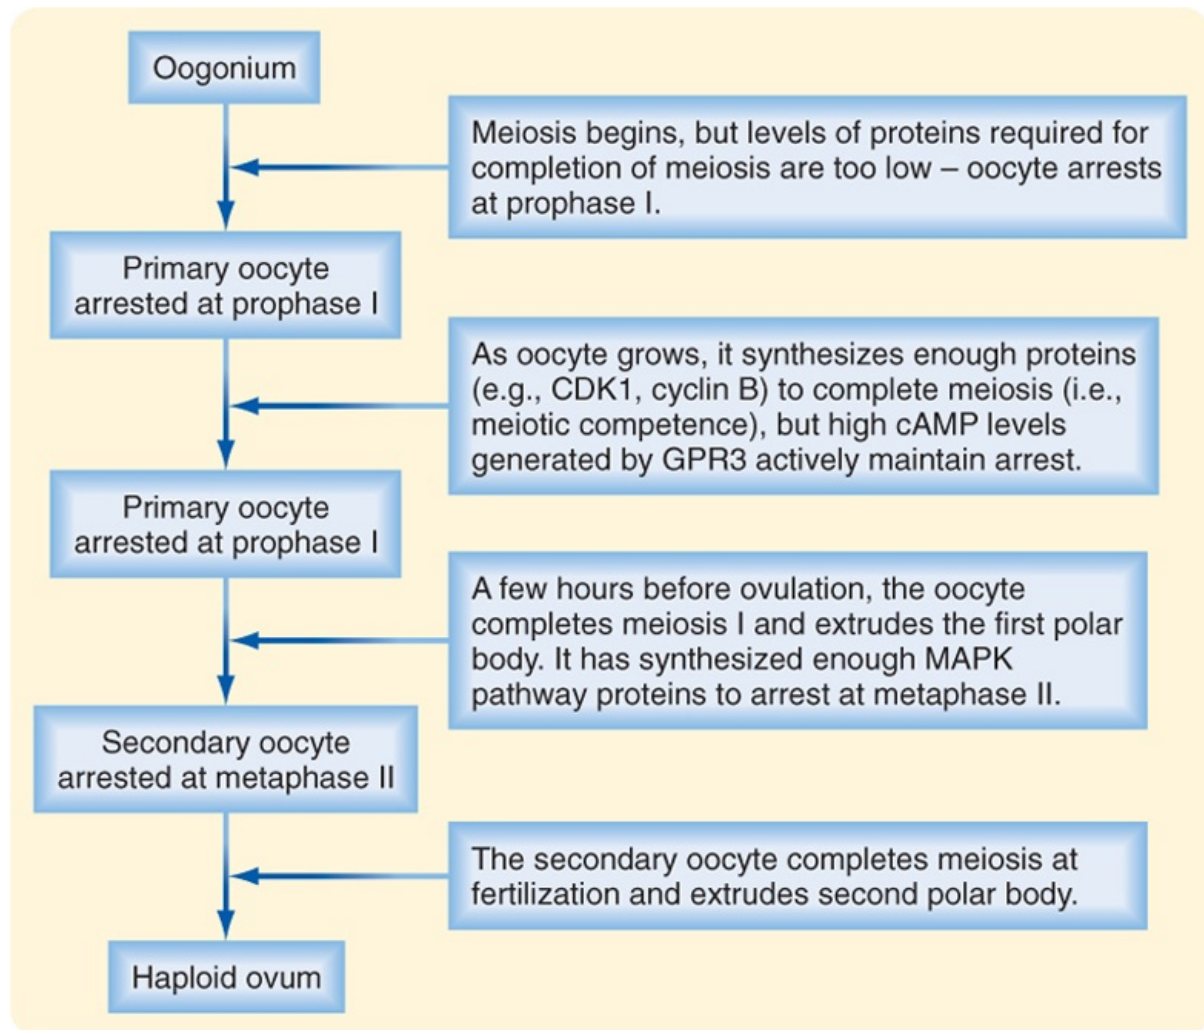 Oogonium
Meiosis begins, but levels of proteins required for
completion of meiosis are too low – oocyte arrests
at prophase I.
Primary oocyte
arrested at prophase I
As oocyte grows, it synthesizes enough proteins
(e.g., CDK1, cyclin B) to complete meiosis (i.e.,
meiotic competence), but high cAMP levels
generated by GPR3 actively maintain arrest.
Primary oocyte
arrested at prophase I
A few hours before ovulation, the oocyte
completes meiosis I and extrudes the first polar
body. It has synthesized enough MAPK
pathway proteins to arrest at metaphase II.
Secondary oocyte
arrested at metaphase II
The secondary oocyte completes meiosis at
fertilization and extrudes second polar body.
Haploid ovum